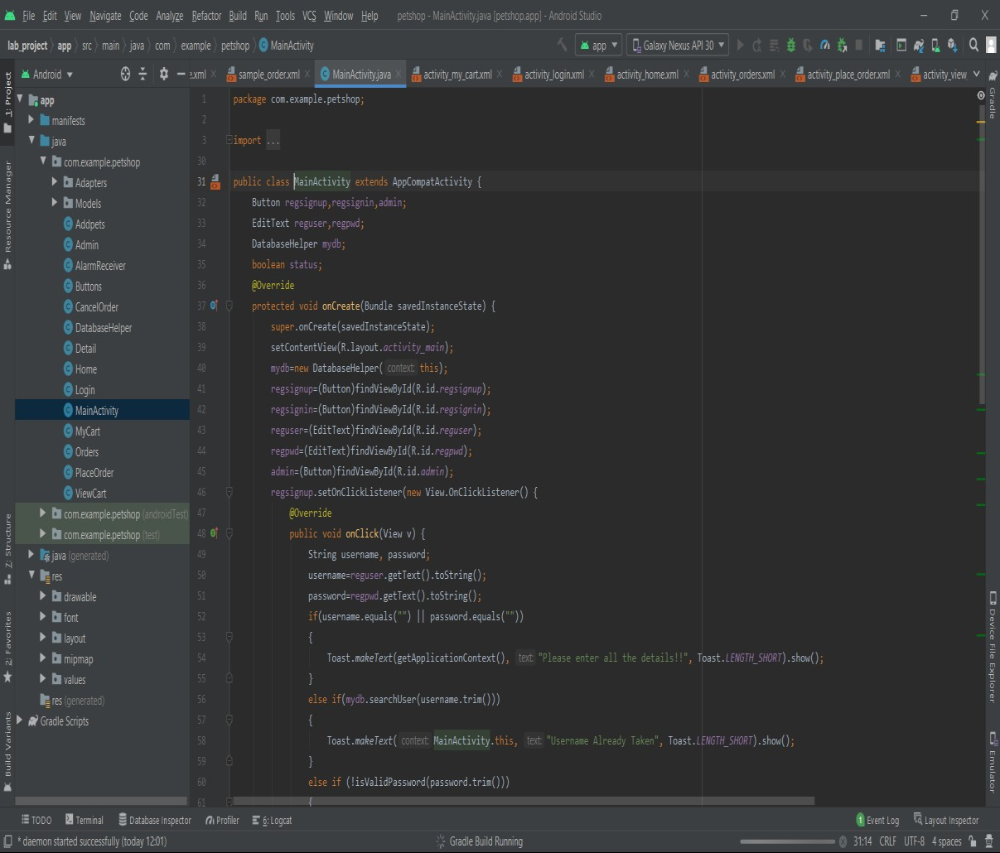 File Edit View Navigate Code Analyze Refactor Build Run Tools VCS Window Help petshop - MainActivity.java [petshop.app] - Android Studio
lab_project app src main java com example petshop MainActivity app Galaxy Nexus API 30
Android e.xml sample_order.xml MainActivity.java activity_my_cart.xml activity_login.xml activity_home.xml activity_orders.xml activity_place_order.xml activity_view
1: Project
Resource Manager
Z: Structure
2: Favorites
Build Variants
app
manifests
java
com.example.petshop
Adapters
Models
Addpets
Admin
AlarmReceiver
Buttons
CancelOrder
DatabaseHelper
Detail
Home
Login
MainActivity
MyCart
Orders
PlaceOrder
ViewCart
com.example.petshop (androidTest)
com.example.petshop (test)
java (generated)
res
drawable
font
layout
mipmap
values
res (generated)
Gradle Scripts
1 package com.example.petshop;
2
3 import ...
30
31 public class MainActivity extends AppCompatActivity {
32 Button regsignup,regsignin,admin;
33 EditText reguser,regpwd;
34 DatabaseHelper mydb;
35 boolean status;
36 @Override
37 protected void onCreate(Bundle savedInstanceState) {
38 super.onCreate(savedInstanceState);
39 setContentView(R.layout.activity_main);
40 mydb=new DatabaseHelper( context: this);
41 regsignup=(Button)findViewById(R.id.regsignup);
42 regsignin=(Button)findViewById(R.id.regsignin);
43 reguser=(EditText)findViewById(R.id.reguser);
44 regpwd=(EditText)findViewById(R.id.regpwd);
45 admin=(Button)findViewById(R.id.admin);
46 regsignup.setOnClickListener(new View.OnClickListener() {
47 @Override
48 public void onClick(View v) {
49 String username, password;
50 username=reguser.getText().toString();
51 password=regpwd.getText().toString();
52 if(username.equals("") || password.equals(""))
53 {
54 Toast.makeText(getApplicationContext(), text: "Please enter all the details!!", Toast.LENGTH_SHORT).show();
55 }
56 else if(mydb.searchUser(username.trim()))
57 {
58 Toast.makeText( context: MainActivity.this, text: "Username Already Taken", Toast.LENGTH_SHORT).show();
59 }
60 else if (!isValidPassword(password.trim()))
61 {
Gradle
Device File Explorer
Emulator
TODO Terminal Database Inspector Profiler 6: Logcat 1 Event Log Layout Inspector
* daemon started successfully (today 12:01) Gradle Build Running 31:14 CRLF UTF-8 4 spaces